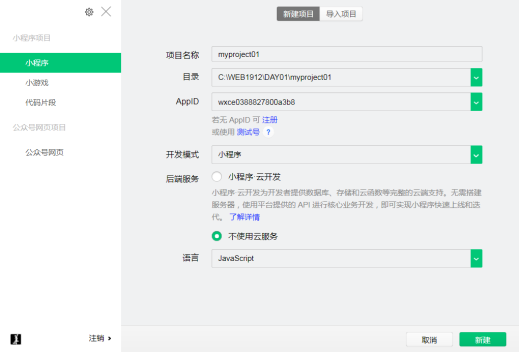 新建项目 导入项目
小程序项目
小程序
小游戏
代码片段
公众号网页项目
公众号网页
注销
项目名称 myproject01
目录 C:\WEB1912\DAY01\myproject01
AppID wxce0388827800a3b8
若无 AppID 可 注册
或使用 测试号 ?
开发模式 小程序
后端服务 小程序·云开发
小程序·云开发为开发者提供数据库、存储和云函数等完整的云端支持。无需搭建
服务器，使用平台提供的 API 进行核心业务开发，即可实现小程序快速上线和迭
代。 了解详情
不使用云服务
语言 JavaScript
取消 新建